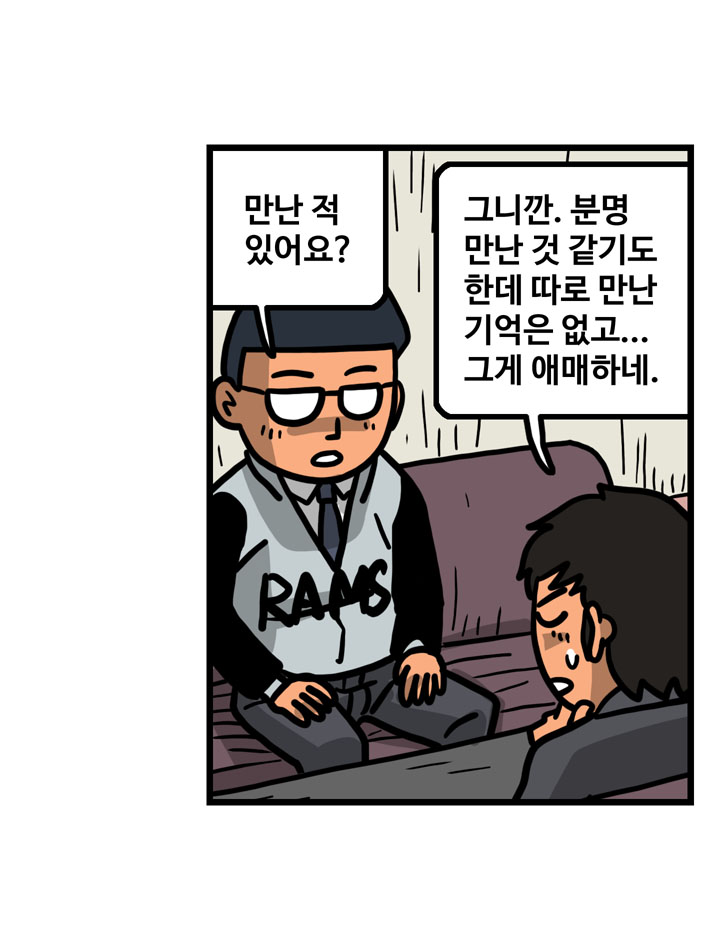 만난 적
있어요?
그니깐. 분명
만난 것 같기도
한데 따로 만난
기억은 없고...
그게 애매하네.
RAMS